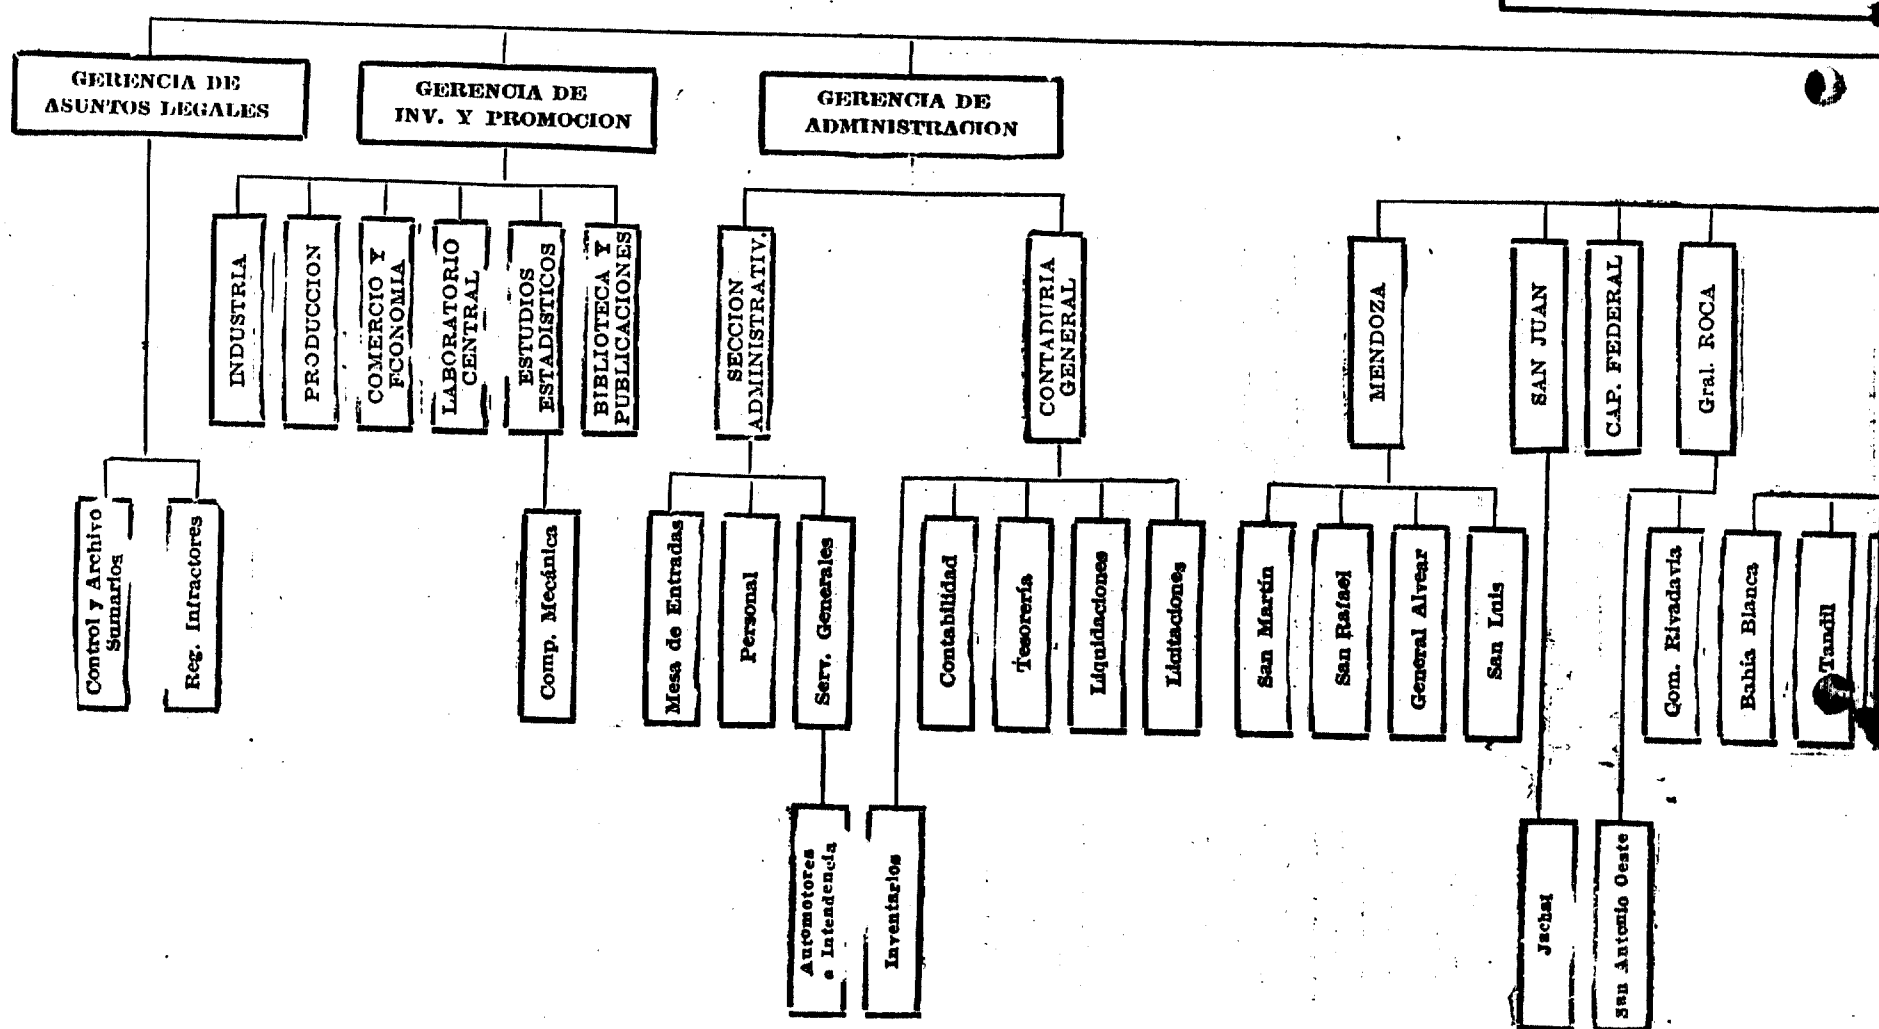 GERENCIA DE
ASUNTOS LEGALES
GERENCIA DE
INV. Y PROMOCION
GERENCIA DE
ADMINISTRACION
INDUSTRIA
PRODUCCION
COMERCIO Y
ECONOMIA
LABORATORIO
CENTRAL
ESTUDIOS
ESTADISTICOS
BIBLIOTECA Y
PUBLICACIONES
SECCION
ADMINISTRATIV.
CONTADURIA
GENERAL
MENDOZA
SAN JUAN
CAP. FEDERAL
Gral. ROCA
Control y Archivo
Sumarios
Reg. Infractores
Comp. Mecánica
Mesa de Entradas
Personal
Serv. Generales
Contabilidad
Tesorería
Liquidaciones
Licitaciones
San Martín
San Rafael
General Alvear
San Luis
Com. Rivadavia
Bahia Blanca
Tandil
Automotores
e Intendencia
Inventarios
Jachal
San Antonio Oeste